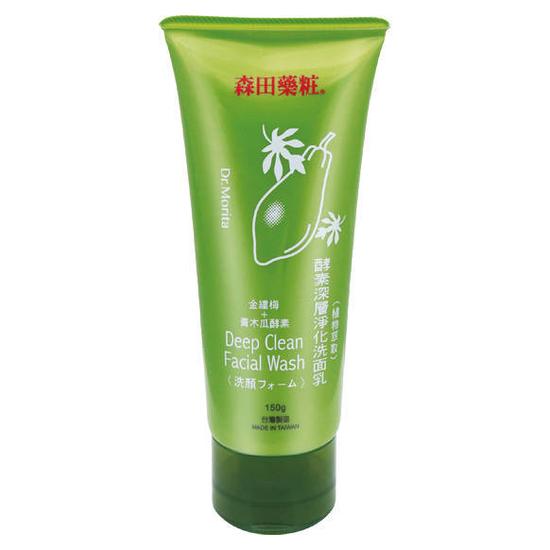 森田藥粧®
Dr.Morita
酵素深層淨化洗面乳
(植物萃取)
金縷梅
+
青木瓜酵素
Deep Clean
Facial Wash
(洗顔フォーム)
150g
台灣製造
MADE IN TAIWAN